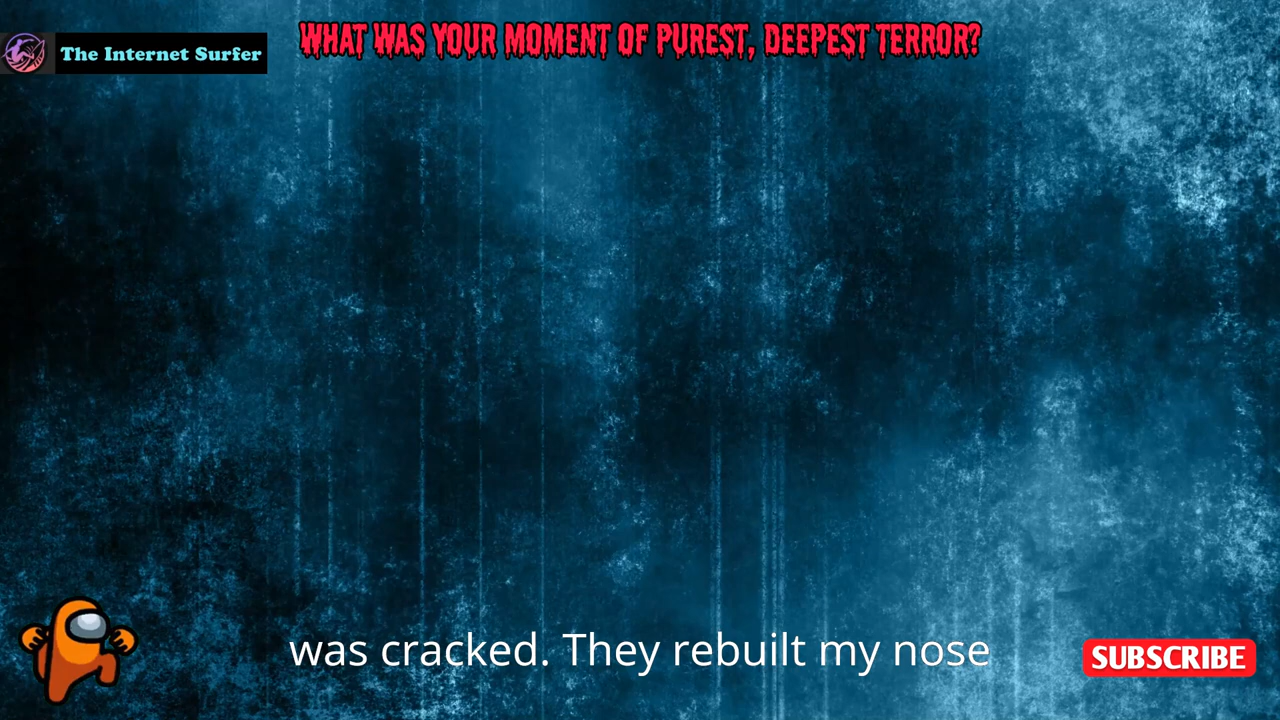 WHAT WAS YOUR MOMENT OF PUREST, DEEPEST TERROR?
The Internet Surfer
was cracked. They rebuilt my nose
SUBSCRIBE